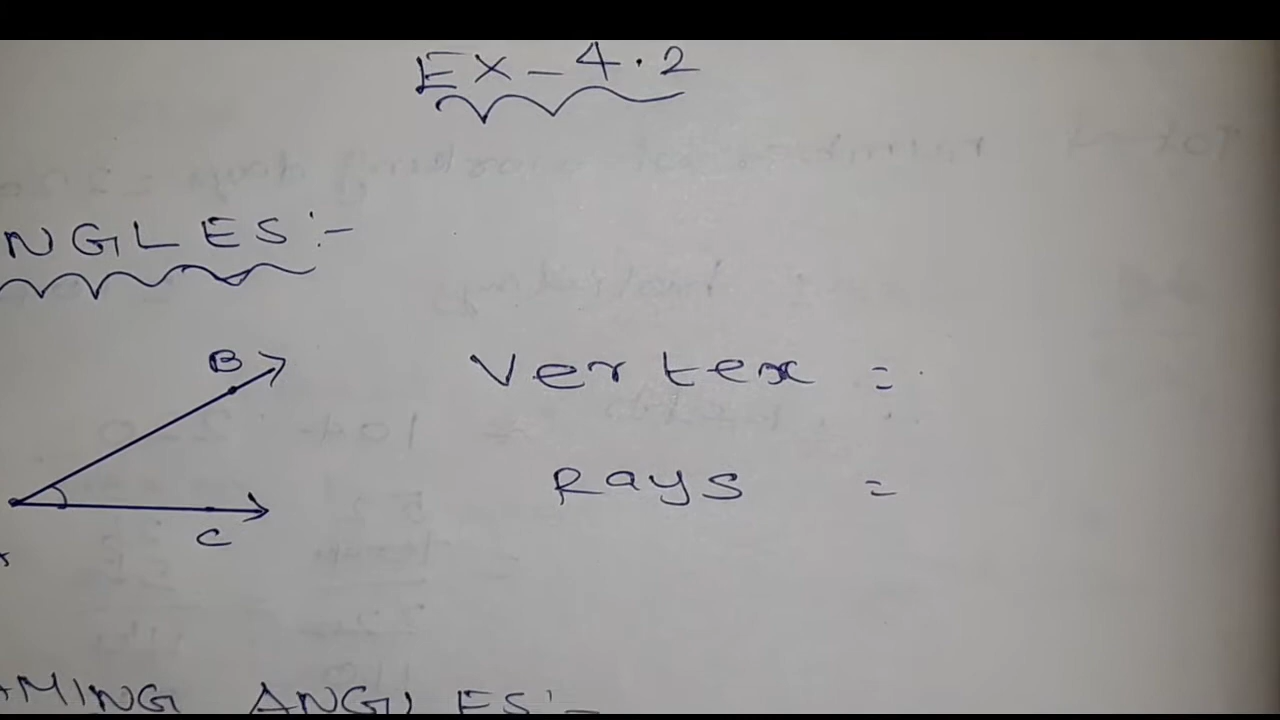 EX - 4.2
NGLES:-
B
Vertex =
Rays =
C
MING ANGLES:-